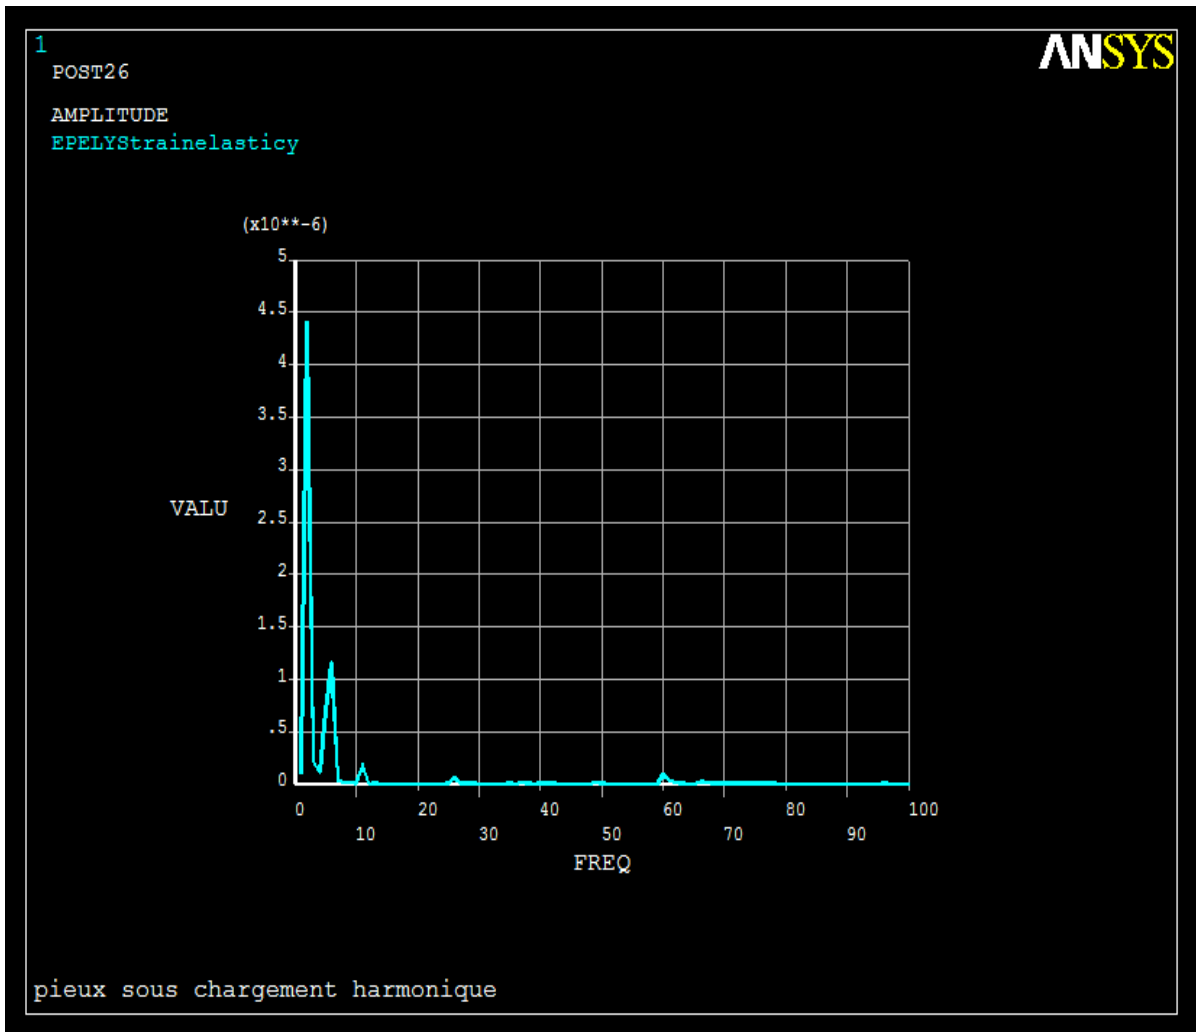 1
ANSYS
POST26
AMPLITUDE
EPELYStrainelasticy
(x10**-6)
5
4.5
4
3.5
3
VALU
2.5
2
1.5
1
.5
0
0 20 40 60 80 100
10 30 50 70 90
FREQ
pieux sous chargement harmonique